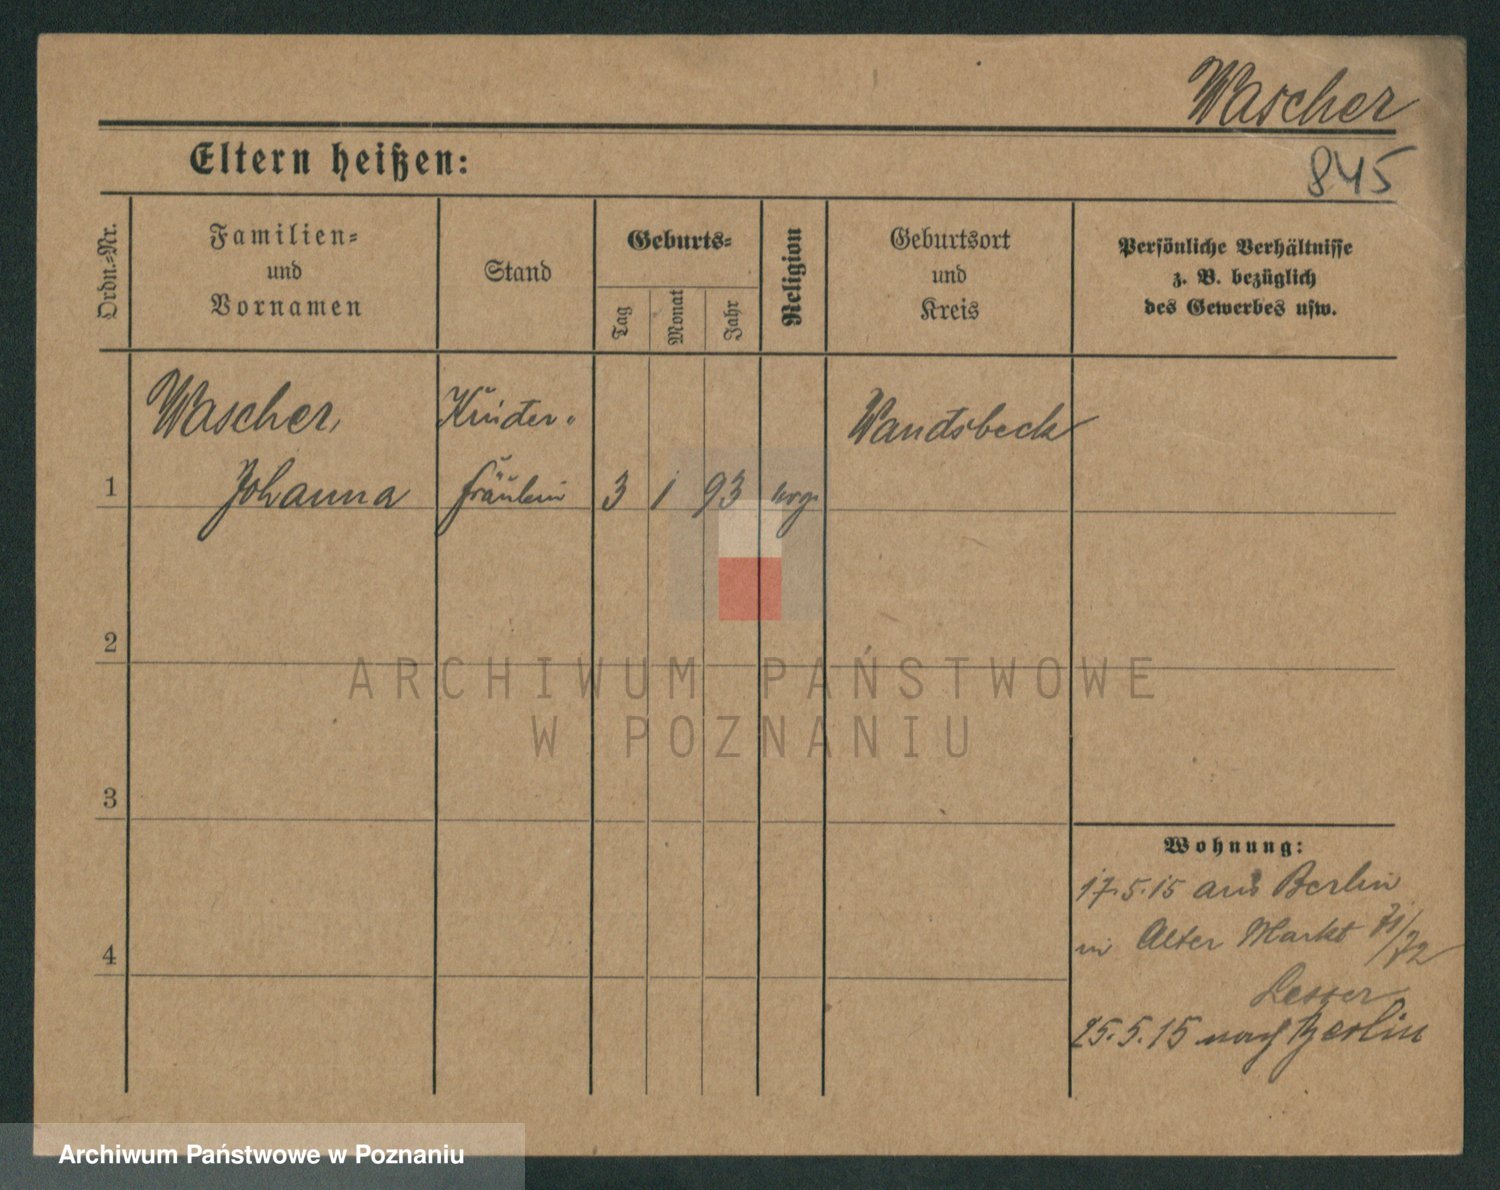 Wascher
Eltern heißen:
845
Ordn.-Nr.
Familien-
und
Vornamen
Stand
Geburts-
Tag
Monat
Jahr
Religion
Geburtsort
und
Kreis
Persönliche Verhältnisse
z. B. bezüglich
des Gewerbes usw.
Wascher, Kinder- Wandsbeck
1 Johanna fräulein 3 1 93 evg.
2
3
4
Wohnung:
17.5.15 aus Berlin
in Alter Markt 71/72
Lesser
25.5.15 nach Berlin
ARCHIWUM PAŃSTWOWE
W POZNANIU
Archiwum Państwowe w Poznaniu